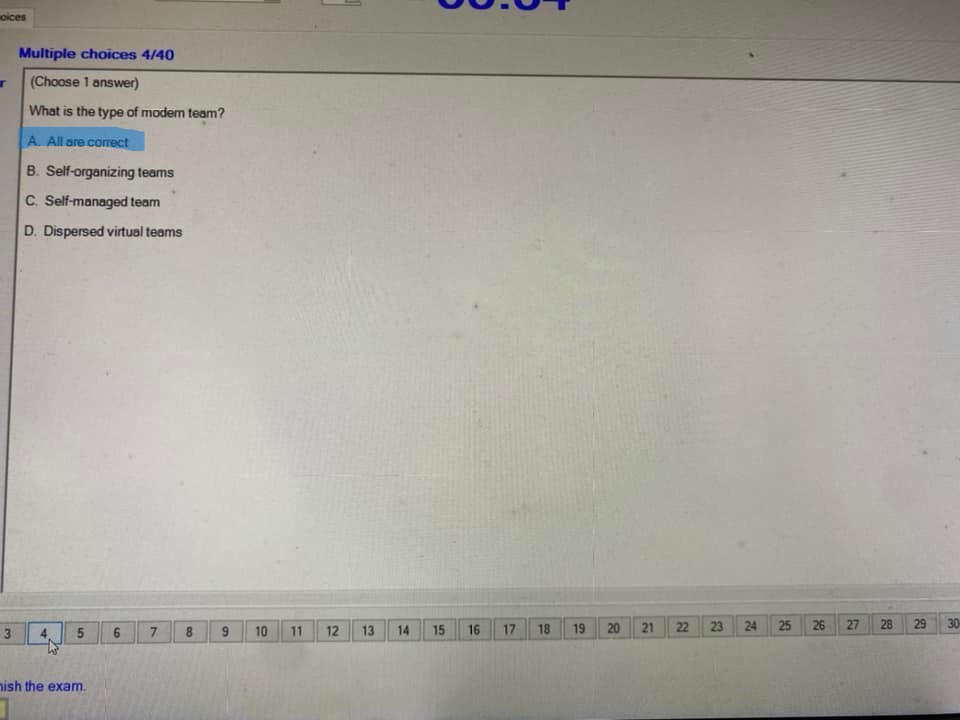 oices
Multiple choices 4/40
r
(Choose 1 answer)
What is the type of modern team?
A. All are correct
B. Self-organizing teams
C. Self-managed team
D. Dispersed virtual teams
3 4 5 6 7 8 9 10 11 12 13 14 15 16 17 18 19 20 21 22 23 24 25 26 27 28 29 30
nish the exam.